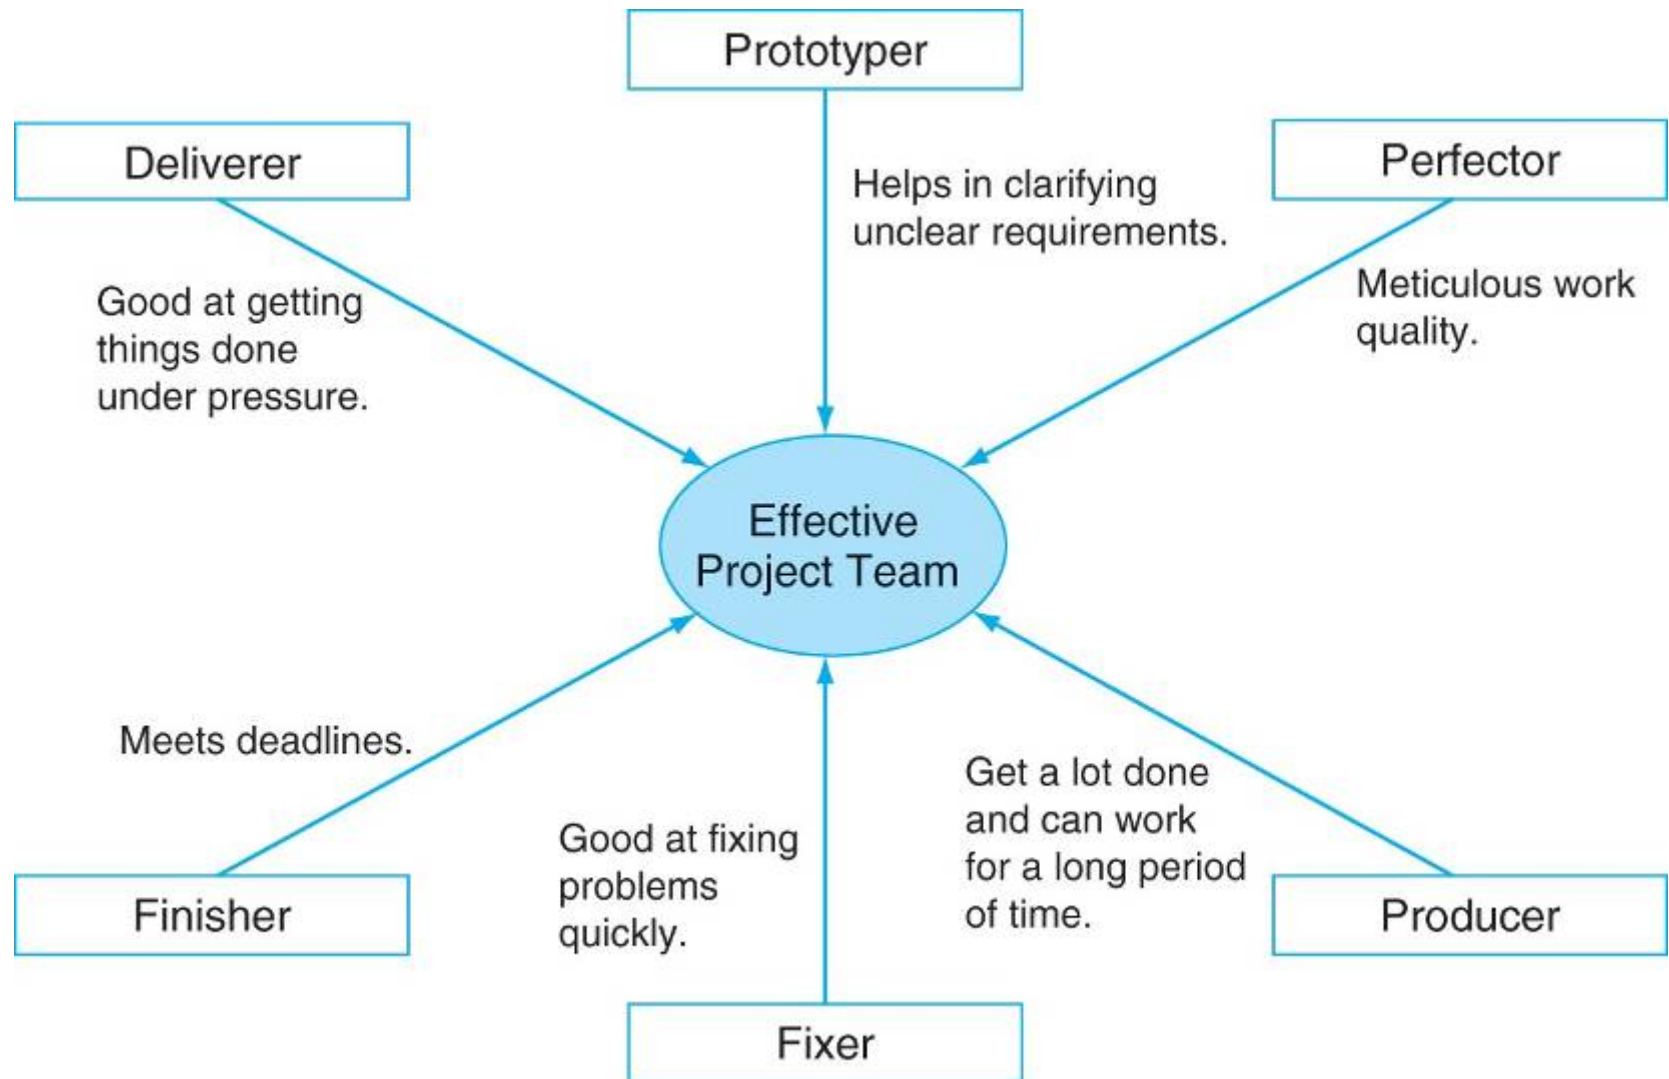 Prototyper
Deliverer
Perfector
Helps in clarifying
unclear requirements.
Good at getting
things done
under pressure.
Meticulous work
quality.
Effective
Project Team
Meets deadlines.
Good at fixing
problems
quickly.
Get a lot done
and can work
for a long period
of time.
Finisher
Producer
Fixer